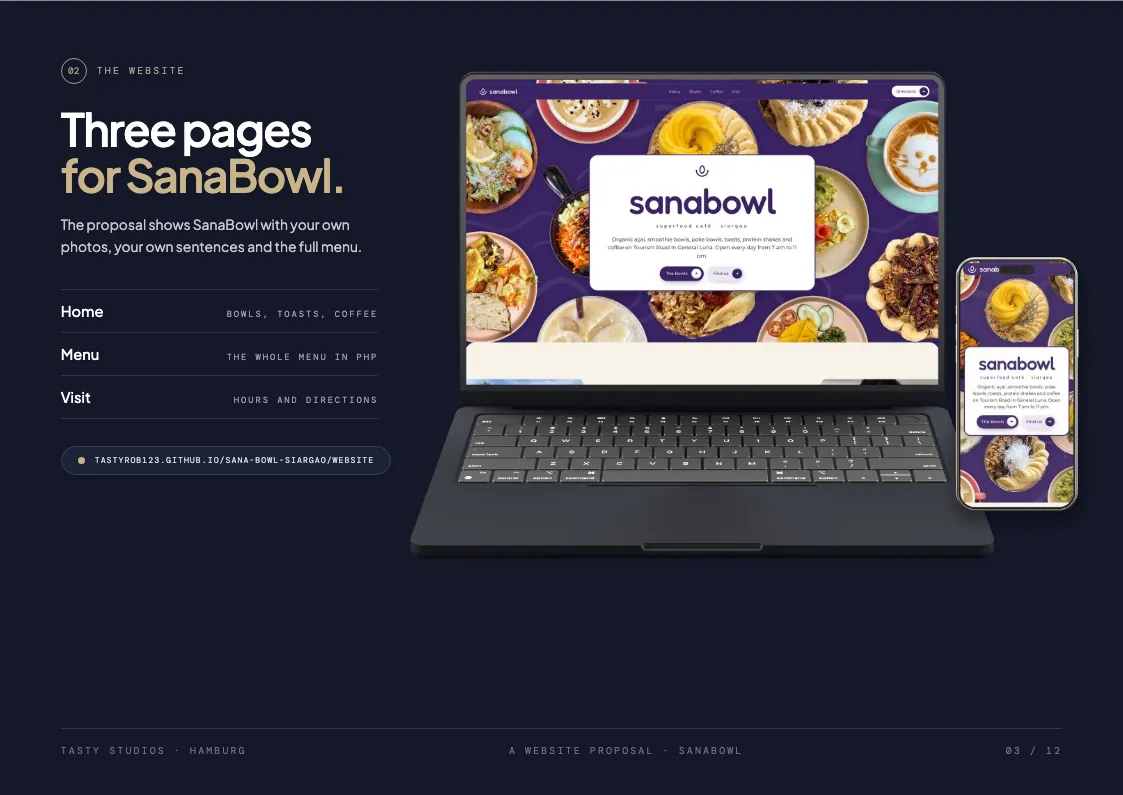 02 THE WEBSITE
Three pages
for SanaBowl.
The proposal shows SanaBowl with your own
photos, your own sentences and the full menu.
Home BOWLS, TOASTS, COFFEE
Menu THE WHOLE MENU IN PHP
Visit HOURS AND DIRECTIONS
TASTYROB123.GITHUB.IO/SANA-BOWL-SIARGAO/WEBSITE
sanabowl
Menu Bowls Coffee Visit
Directions
sanabowl
superfood café siargao
Organic açaí, smoothie bowls, poke bowls, toasts, protein shakes and
coffee on Tourism Road in General Luna. Open every day from 7 am to 11
pm.
The Bowls Find us
sanab
sanabowl
superfood café siargao
Organic açaí, smoothie bowls, poke
bowls, toasts, protein shakes and coffee
on Tourism Road in General Luna. Open
every day from 7 am to 11 pm.
The Bowls Find us
TASTY STUDIOS · HAMBURG
A WEBSITE PROPOSAL · SANABOWL
03 / 12